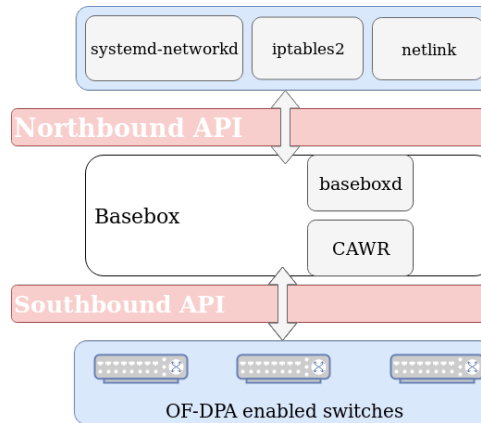 systemd-networkd iptables2 netlink
Northbound API
baseboxd
Basebox
CAWR
Southbound API
OF-DPA enabled switches